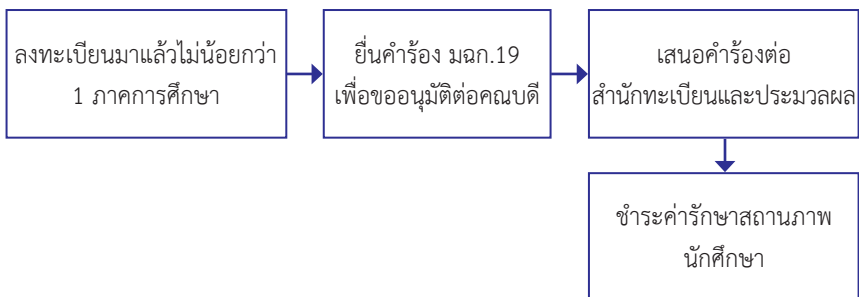 ลงทะเบียนมาแล้วไม่น้อยกว่า
1 ภาคการศึกษา
ยื่นคำร้อง มฉก.19
เพื่อขออนุมัติต่อคณบดี
เสนอคำร้องต่อ
สำนักทะเบียนและประมวลผล
ชำระค่ารักษาสถานภาพ
นักศึกษา